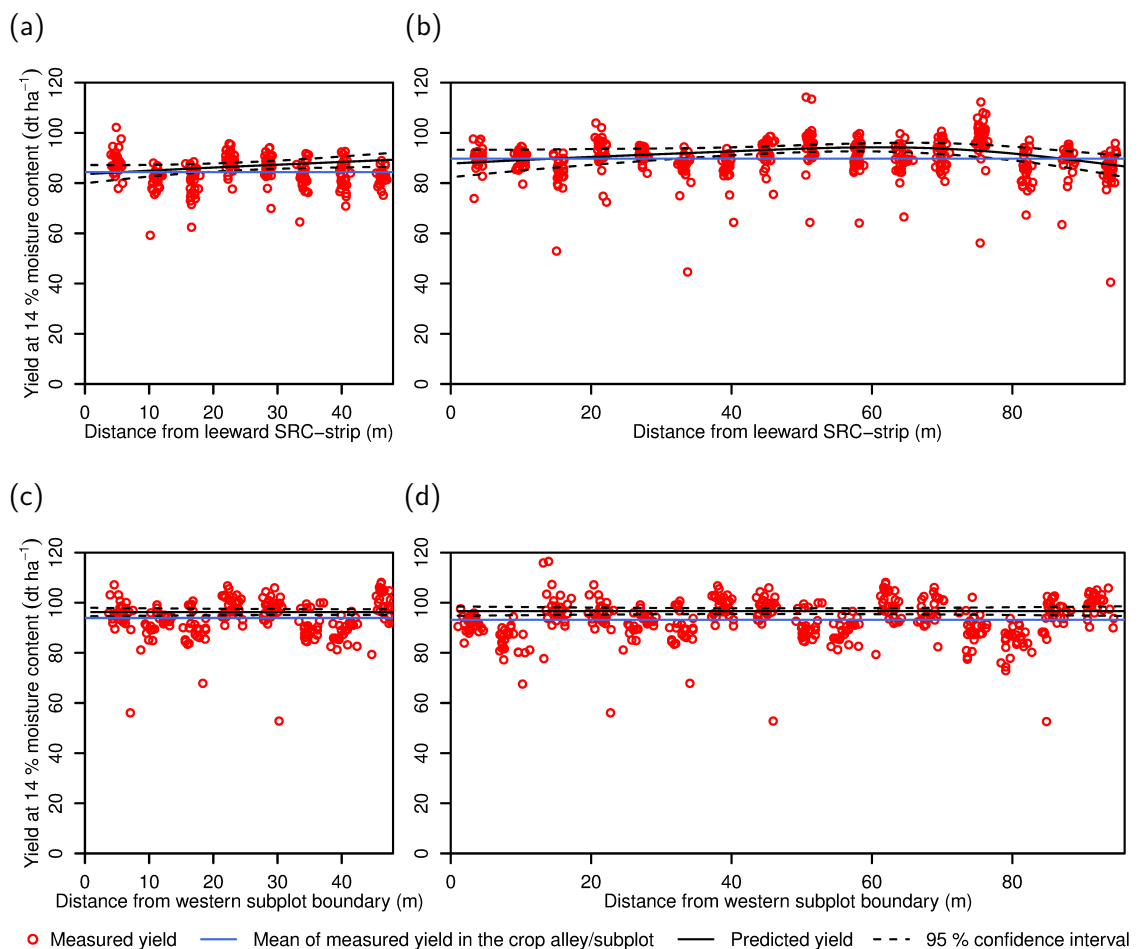 (a)
(b)
Yield at 14 % moisture content (dt ha⁻¹)
0 20 40 60 80 100 120
0 10 20 30 40
Distance from leeward SRC−strip (m)
0 20 40 60 80 100 120
0 20 40 60 80
Distance from leeward SRC−strip (m)
(c)
(d)
Yield at 14 % moisture content (dt ha⁻¹)
0 20 40 60 80 100 120
0 10 20 30 40
Distance from western subplot boundary (m)
0 20 40 60 80 100 120
0 20 40 60 80
Distance from western subplot boundary (m)
Measured yield Mean of measured yield in the crop alley/subplot Predicted yield 95 % confidence interval